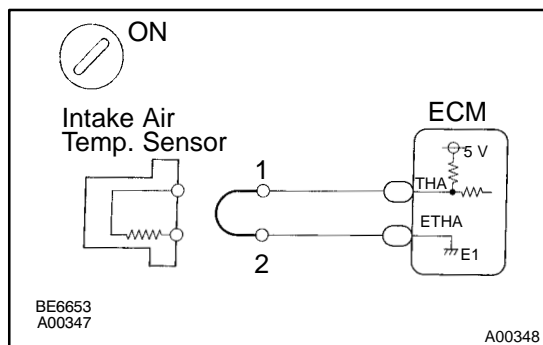 ON
Intake Air
Temp. Sensor
ECM
5 V
1
THA
ETHA
E1
2
BE6653
A00347
A00348